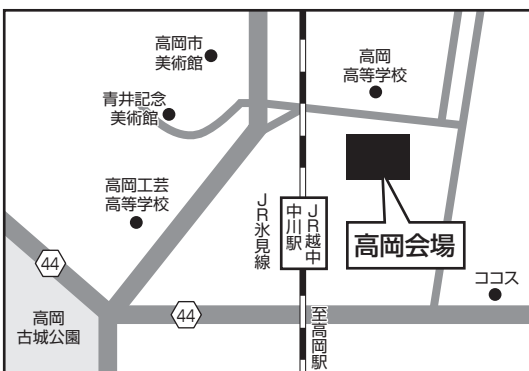 高岡市
美術館
高岡
高等学校
青井記念
美術館
高岡工芸
高等学校
JR氷見線
JR越中
中川駅
高岡会場
44
ココス
44
高岡
古城公園
至高岡駅